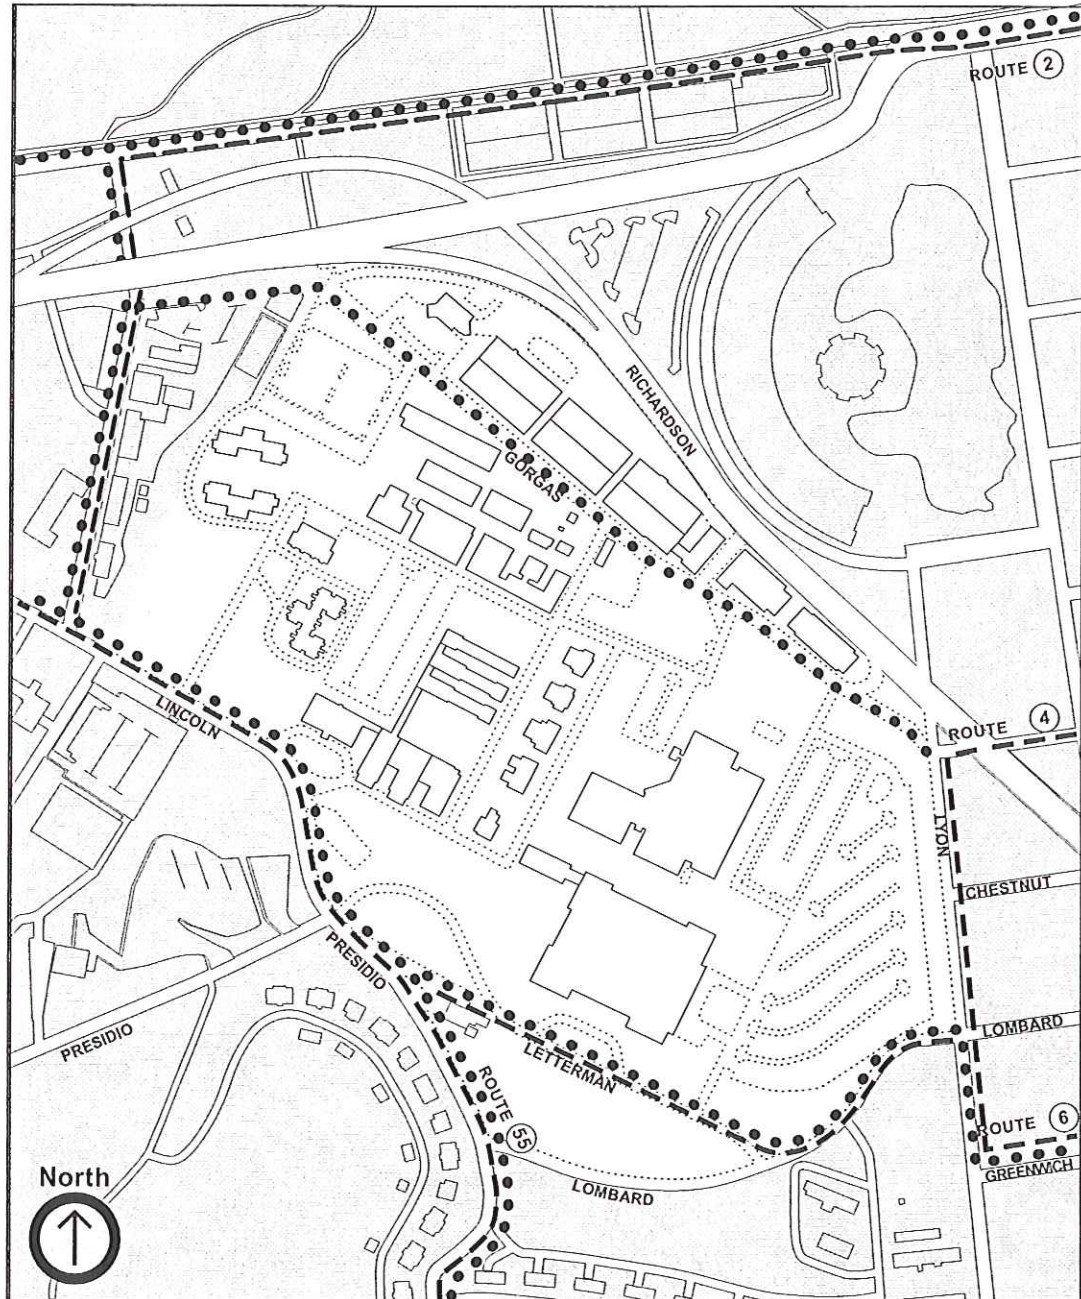 ROUTE 2
RICHARDSON
GORGAS
LINCOLN
ROUTE 4
LYON
CHESTNUT
PRESIDIO
PRESIDIO
LOMBARD
LETTERMAN
ROUTE 55
ROUTE 6
GREENWICH
North
LOMBARD